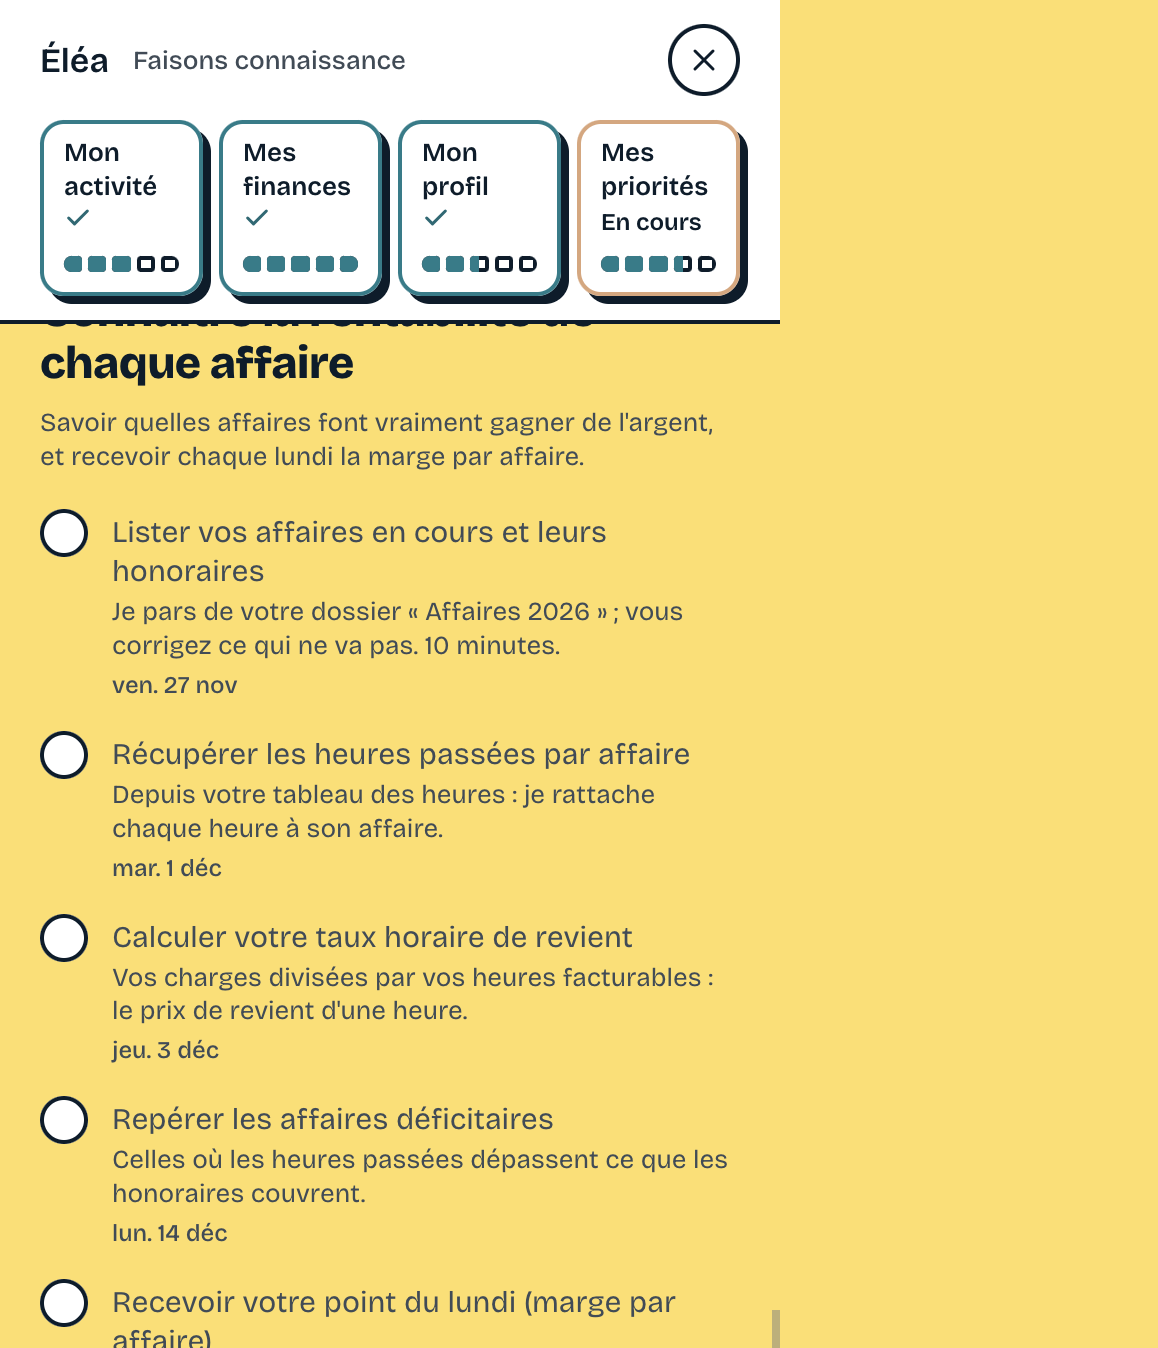 Éléa Faisons connaissance
Mon activité
Mes finances
Mon profil
Mes priorités
En cours
chaque affaire
Savoir quelles affaires font vraiment gagner de l'argent,
et recevoir chaque lundi la marge par affaire.
Lister vos affaires en cours et leurs
honoraires
Je pars de votre dossier « Affaires 2026 » ; vous
corrigez ce qui ne va pas. 10 minutes.
ven. 27 nov
Récupérer les heures passées par affaire
Depuis votre tableau des heures : je rattache
chaque heure à son affaire.
mar. 1 déc
Calculer votre taux horaire de revient
Vos charges divisées par vos heures facturables :
le prix de revient d'une heure.
jeu. 3 déc
Repérer les affaires déficitaires
Celles où les heures passées dépassent ce que les
honoraires couvrent.
lun. 14 déc
Recevoir votre point du lundi (marge par
affaire)